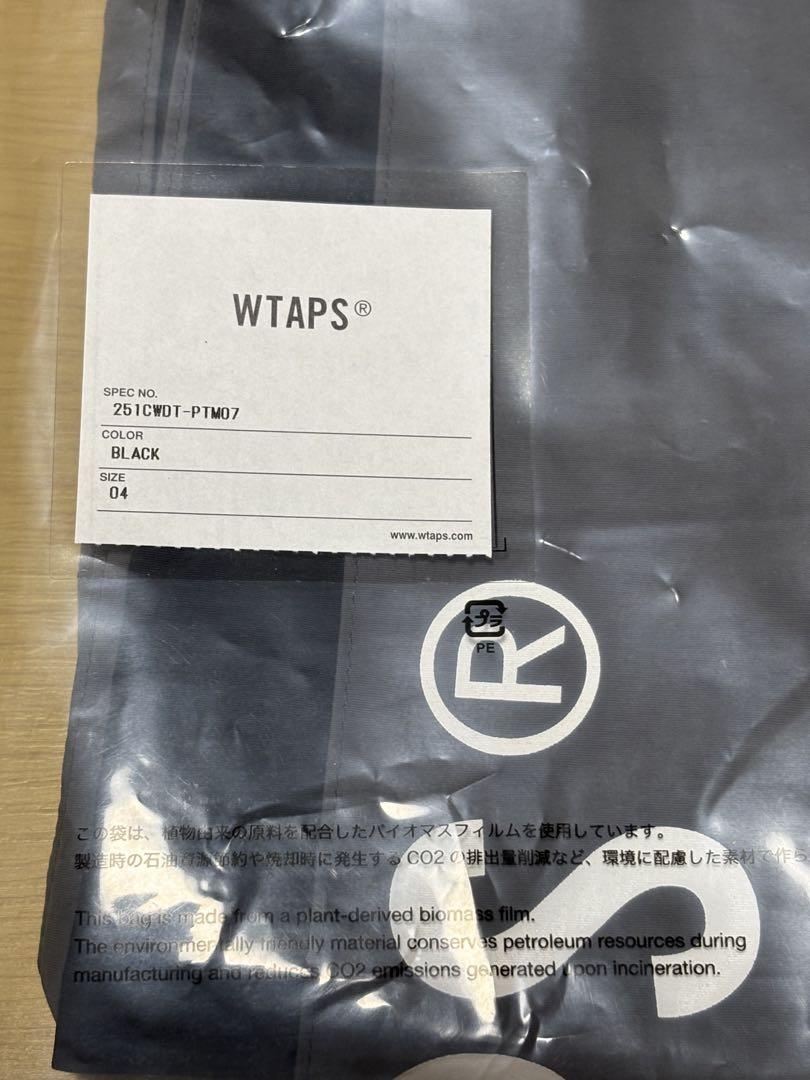 WTAPS®
SPEC NO.
251CWDT-PTM07
COLOR
BLACK
SIZE
04
www.wtaps.com
プラ
PE
®
S
この袋は、植物由来の原料を配合したバイオマスフィルムを使用しています。
製造時の石油資源節約や焼却時に発生するCO2の排出量削減など、環境に配慮した素材で作ら
This bag is made from a plant-derived biomass film.
The environmentally friendly material conserves petroleum resources during
manufacturing and reduces CO2 emissions generated upon incineration.